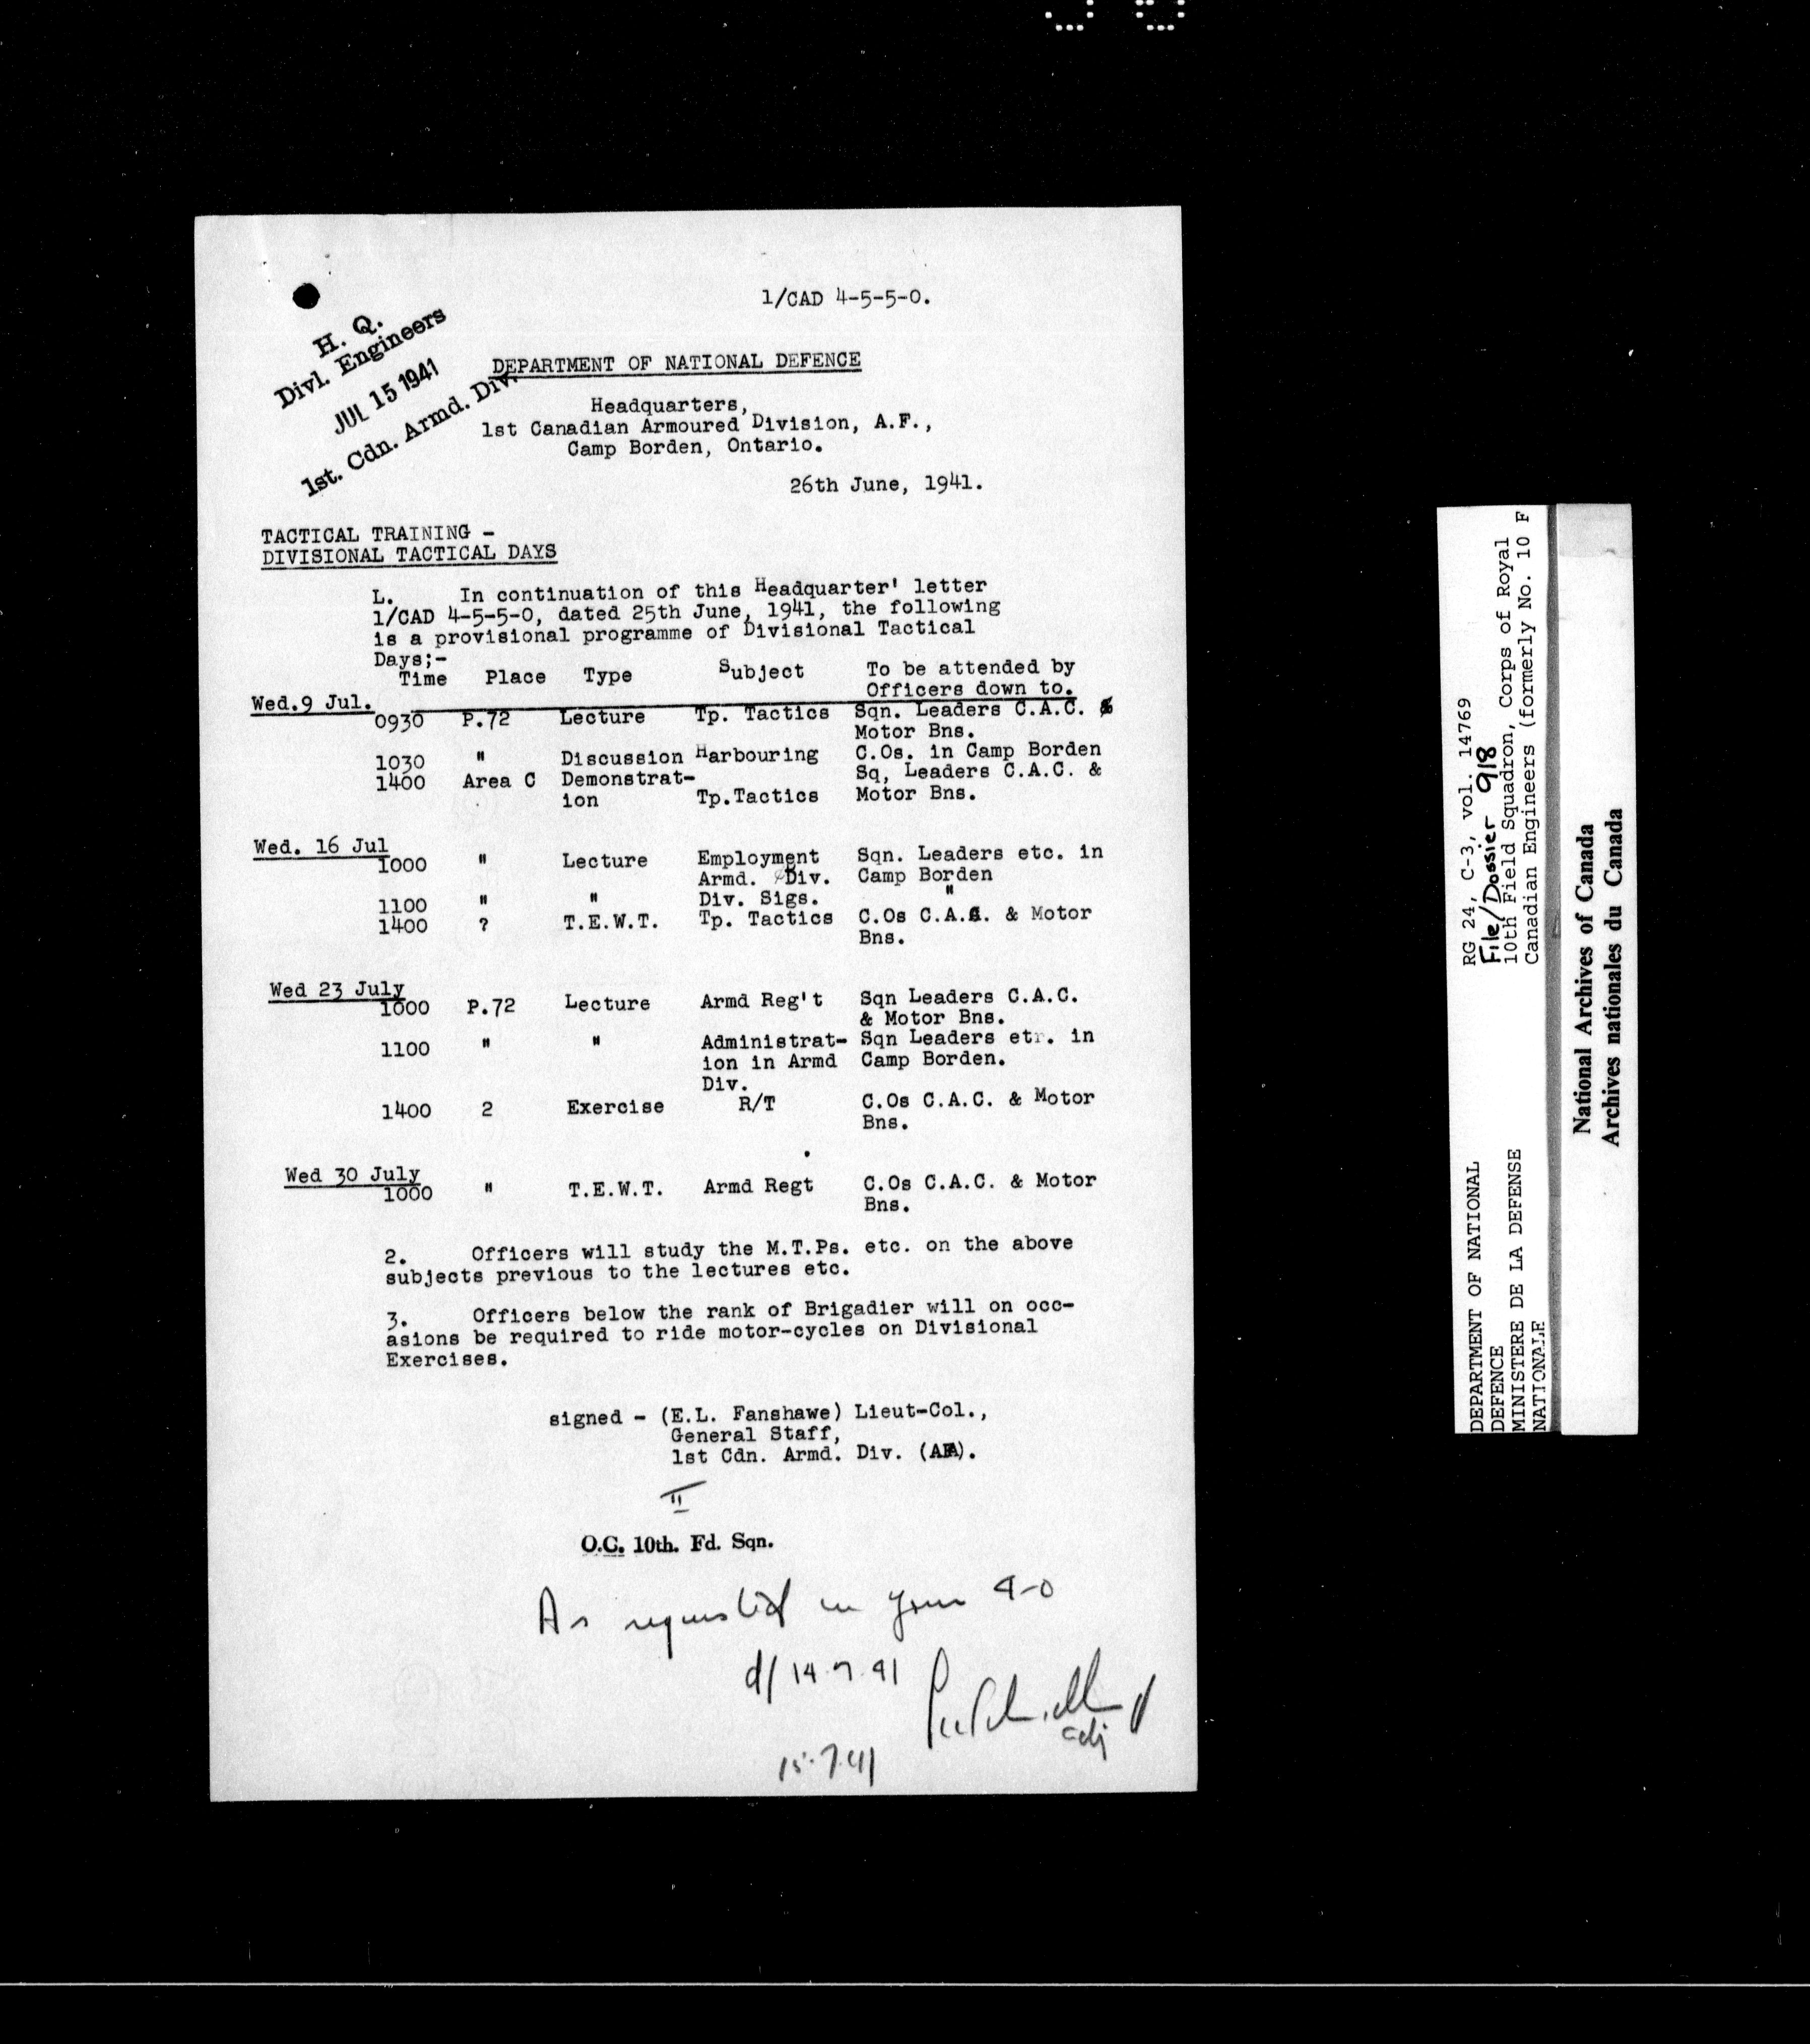 1/CAD 4-5-5-0.
H. Q.
Divl. Engineers
JUL 15 1941
1st. Cdn. Armd. Div.
DEPARTMENT OF NATIONAL DEFENCE
Headquarters,
1st Canadian Armoured Division, A.F.,
Camp Borden, Ontario.
26th June, 1941.
TACTICAL TRAINING -
DIVISIONAL TACTICAL DAYS
L. In continuation of this Headquarter' letter
1/CAD 4-5-5-0, dated 25th June, 1941, the following
is a provisional programme of Divisional Tactical
Days;-
Time Place Type Subject To be attended by
Officers down to.
Wed.9 Jul.
0930 P.72 Lecture Tp. Tactics Sqn. Leaders C.A.C. &
Motor Bns.
1030 " Discussion Harbouring C.Os. in Camp Borden
1400 Area C Demonstrat- Sq, Leaders C.A.C. &
ion Tp.Tactics Motor Bns.
Wed. 16 Jul
1000 " Lecture Employment Sqn. Leaders etc. in
Armd. Div. Camp Borden
1100 " " Div. Sigs. "
1400 ? T.E.W.T. Tp. Tactics C.Os C.A.C. & Motor
Bns.
Wed 23 July
1000 P.72 Lecture Armd Reg't Sqn Leaders C.A.C.
& Motor Bns.
1100 " " Administrat- Sqn Leaders etc. in
ion in Armd Camp Borden.
Div.
1400 2 Exercise R/T C.Os C.A.C. & Motor
Bns.
Wed 30 July
1000 " T.E.W.T. Armd Regt C.Os C.A.C. & Motor
Bns.
2. Officers will study the M.T.Ps. etc. on the above
subjects previous to the lectures etc.
3. Officers below the rank of Brigadier will on occ-
asions be required to ride motor-cycles on Divisional
Exercises.
signed - (E.L. Fanshawe) Lieut-Col.,
General Staff,
1st Cdn. Armd. Div. (AF).
II
O.C. 10th. Fd. Sqn.
As requested in your 4-0
d/ 14.7.41
adj
15.7.41
RG 24, C-3, vol. 14769
File/Dossier 918
10th Field Squadron, Corps of Royal
Canadian Engineers (formerly No. 10 F
DEPARTMENT OF NATIONAL
DEFENCE
MINISTERE DE LA DEFENSE
NATIONALE
National Archives of Canada
Archives nationales du Canada